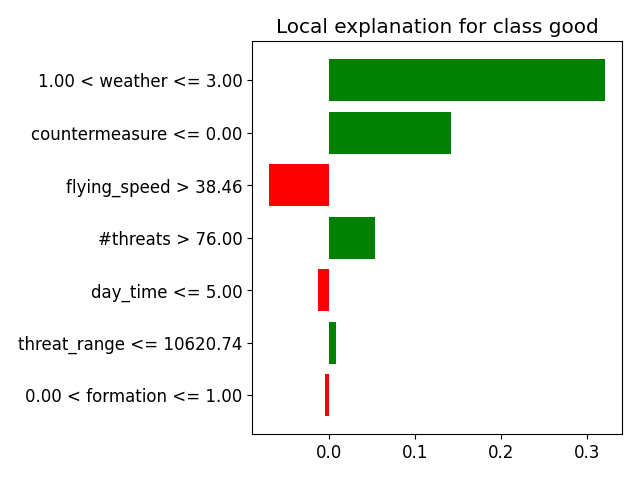 Local explanation for class good
1.00 < weather <= 3.00
countermeasure <= 0.00
flying_speed > 38.46
#threats > 76.00
day_time <= 5.00
threat_range <= 10620.74
0.00 < formation <= 1.00
0.0 0.1 0.2 0.3